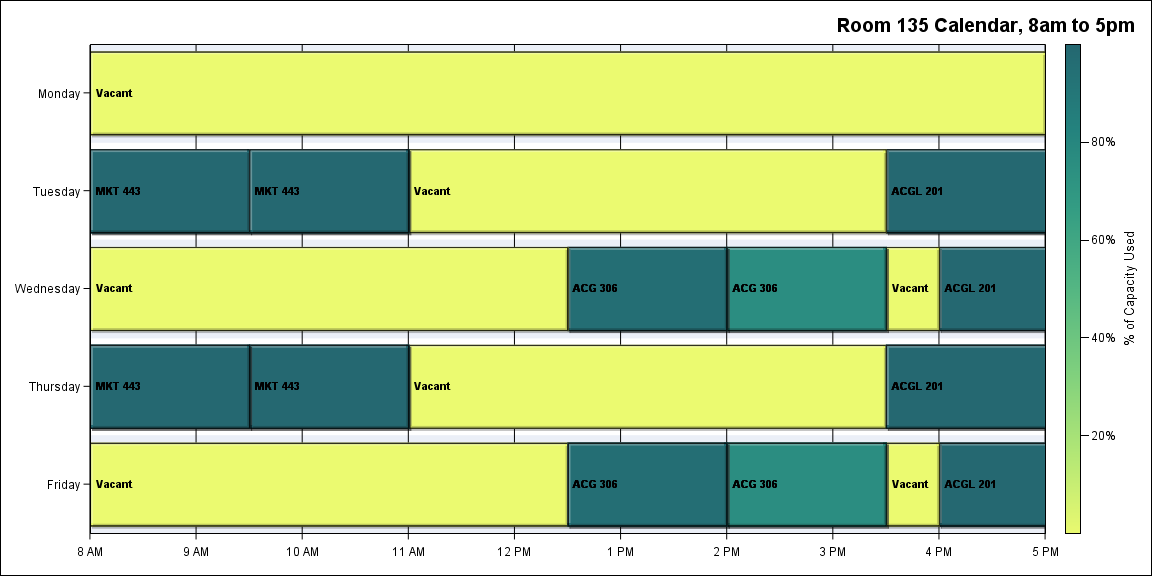 Room 135 Calendar, 8am to 5pm
Monday
Vacant
Tuesday
MKT 443
MKT 443
Vacant
ACGL 201
Wednesday
Vacant
ACG 306
ACG 306
Vacant
ACGL 201
Thursday
MKT 443
MKT 443
Vacant
ACGL 201
Friday
Vacant
ACG 306
ACG 306
Vacant
ACGL 201
8 AM
9 AM
10 AM
11 AM
12 PM
1 PM
2 PM
3 PM
4 PM
5 PM
80%
60%
40%
20%
% of Capacity Used